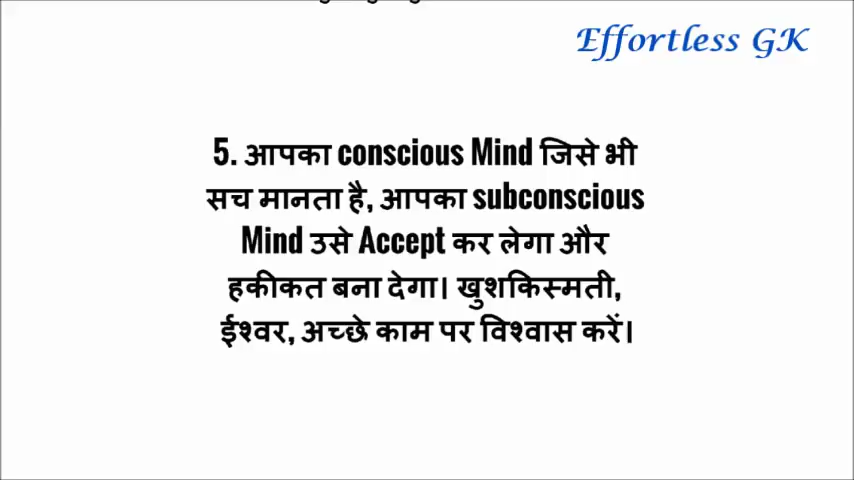 Effortless GK
5. आपका conscious Mind जिसे भी
सच मानता है, आपका subconscious
Mind उसे Accept कर लेगा और
हकीकत बना देगा। खुशकिस्मती,
ईश्वर, अच्छे काम पर विश्वास करें।